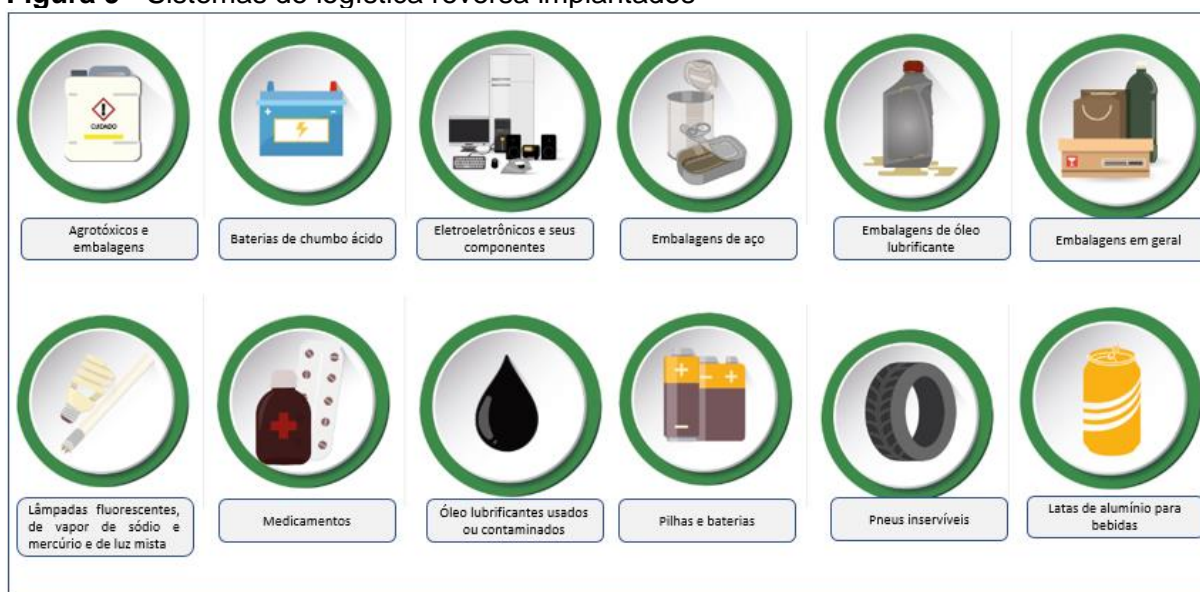 Sistemas de logística reversa implantados
CUIDADO
Agrotóxicos e
embalagens
Baterias de chumbo ácido
Eletroeletrônicos e seus
componentes
Embalagens de aço
Embalagens de óleo
lubrificante
Embalagens em geral
Lâmpadas fluorescentes,
de vapor de sódio e
mercúrio e de luz mista
Medicamentos
Óleo lubrificantes usados
ou contaminados
Pilhas e baterias
Pneus inservíveis
Latas de alumínio para
bebidas